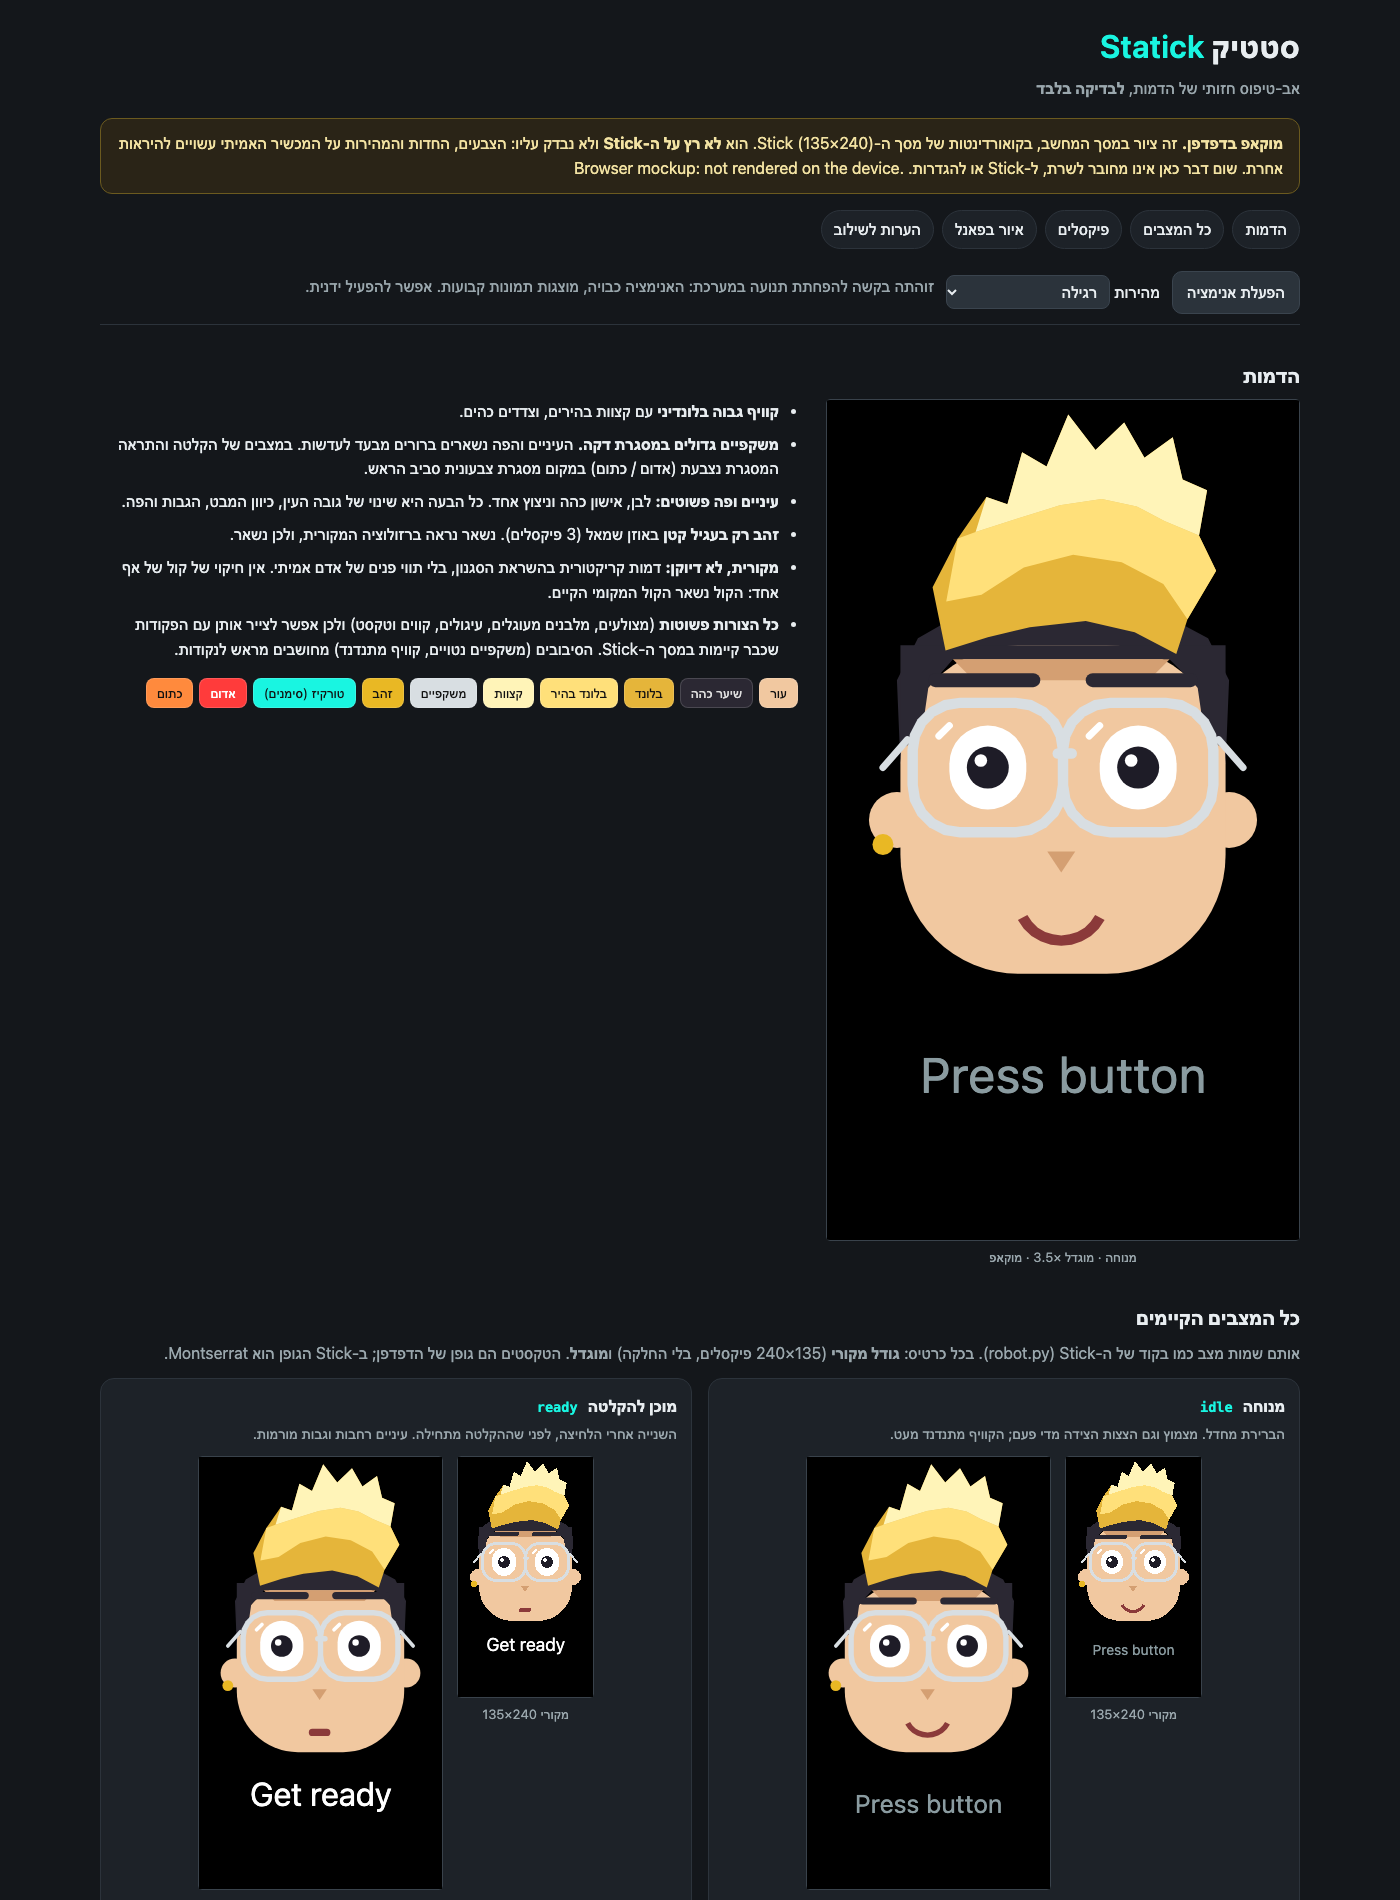 סטטיק Statick
אב-טיפוס חזותי של הדמות, לבדיקה בלבד
מוקאפ בדפדפן. זה ציור במסך המחשב, בקואורדינטות של מסך ה-Stick (135×240). הוא לא רץ על ה-Stick ולא נבדק עליו: הצבעים, החדות והמהירות על המכשיר האמיתי עשויים להיראות
אחרת. שום דבר כאן אינו מחובר לשרת, ל-Stick או להגדרות. Browser mockup: not rendered on the device.
הדמות
כל המצבים
פיקסלים
איור בפאנל
הערות לשילוב
הפעלת אנימציה
מהירות
רגילה
זוהתה בקשה להפחתת תנועה במערכת: האנימציה כבויה, מוצגות תמונות קבועות. אפשר להפעיל ידנית.
הדמות
Press button
מנוחה · מוגדל ×3.5 · מוקאפ
קוויף גבוה בלונדיני עם קצוות בהירים, וצדדים כהים.
משקפיים גדולים במסגרת דקה. העיניים והפה נשארים ברורים מבעד לעדשות. במצבים של הקלטה והתראה
המסגרת נצבעת (אדום / כתום) במקום מסגרת צבעונית סביב הראש.
עיניים ופה פשוטים: לבן, אישון כהה וניצוץ אחד. כל הבעה היא שינוי של גובה העין, כיוון המבט, הגבות והפה.
זהב רק בעגיל קטן באוזן שמאל (3 פיקסלים). נשאר נראה ברזולוציה המקורית, ולכן נשאר.
מקורית, לא דיוקן: דמות קריקטורית בהשראת הסגנון, בלי תווי פנים של אדם אמיתי. אין חיקוי של קול של אף
אחד: הקול נשאר הקול המקומי הקיים.
כל הצורות פשוטות (מצולעים, מלבנים מעוגלים, עיגולים, קווים וטקסט) ולכן אפשר לצייר אותן עם הפקודות
שכבר קיימות במסך ה-Stick. הסיבובים (משקפיים נטויים, קוויף מתנדנד) מחושבים מראש לנקודות.
עור
שיער כהה
בלונד
בלונד בהיר
קצוות
משקפיים
זהב
טורקיז (סימנים)
אדום
כתום
כל המצבים הקיימים
אותם שמות מצב כמו בקוד של ה-Stick (robot.py). בכל כרטיס: גודל מקורי (135×240 פיקסלים, בלי החלקה) ומוגדל. הטקסטים הם גופן של הדפדפן; ב-Stick הגופן הוא Montserrat.
מנוחה idle
הברירת מחדל. מצמוץ וגם הצצות הצידה מדי פעם; הקוויף מתנדנד מעט.
Press button
מקורי 135×240
Press button
מוכן להקלטה ready
השנייה אחרי הלחיצה, לפני שההקלטה מתחילה. עיניים רחבות וגבות מורמות.
Get ready
מקורי 135×240
Get ready